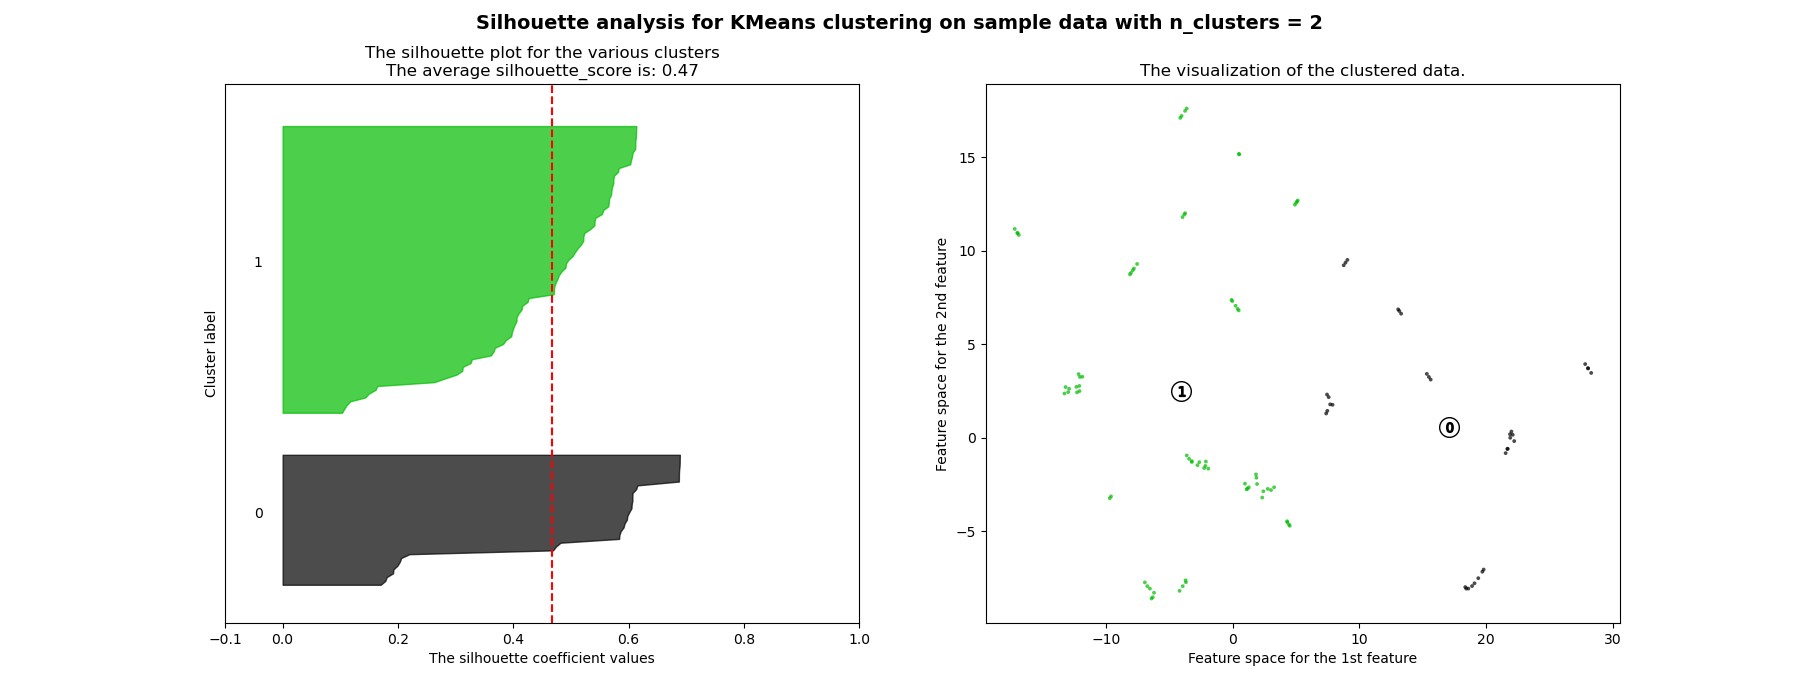 Silhouette analysis for KMeans clustering on sample data with n_clusters = 2
The silhouette plot for the various clusters
The average silhouette_score is: 0.47
1
0
Cluster label
−0.1 0.0 0.2 0.4 0.6 0.8 1.0
The silhouette coefficient values
The visualization of the clustered data.
15
10
5
0
−5
Feature space for the 2nd feature
1
0
−10 0 10 20 30
Feature space for the 1st feature